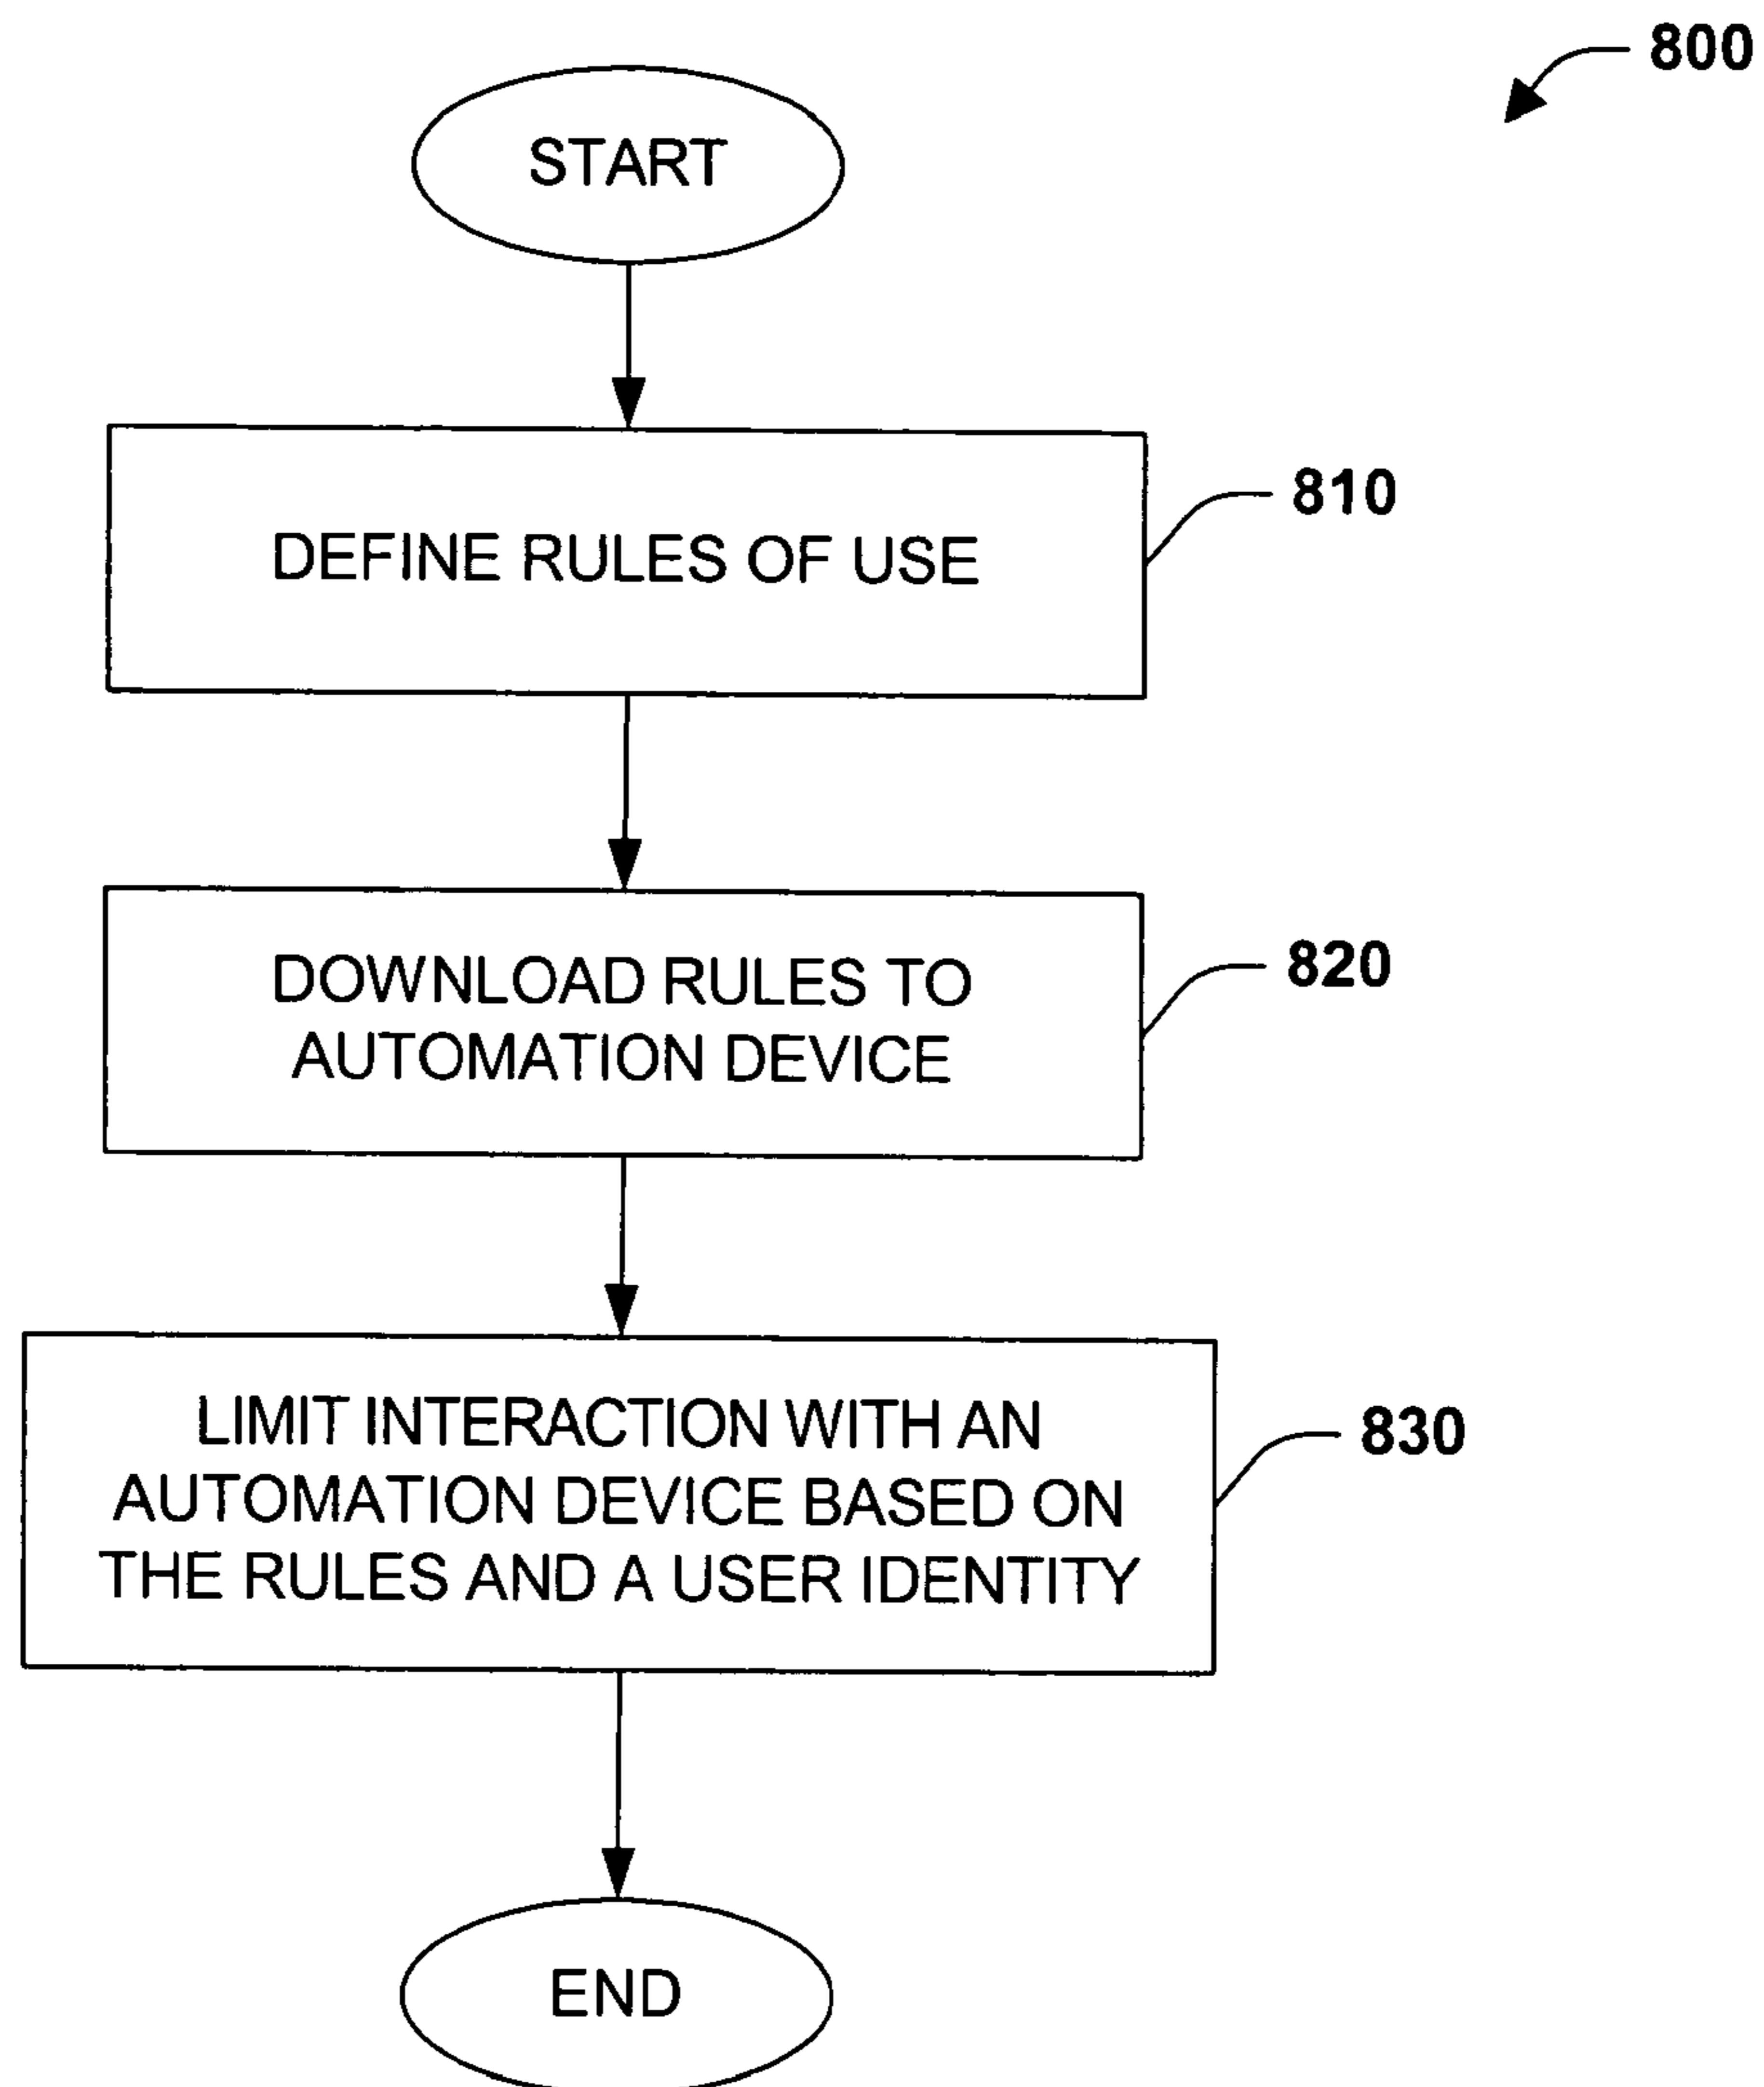 800
START
DEFINE RULES OF USE
810
DOWNLOAD RULES TO
AUTOMATION DEVICE
820
LIMIT INTERACTION WITH AN
AUTOMATION DEVICE BASED ON
THE RULES AND A USER IDENTITY
830
END